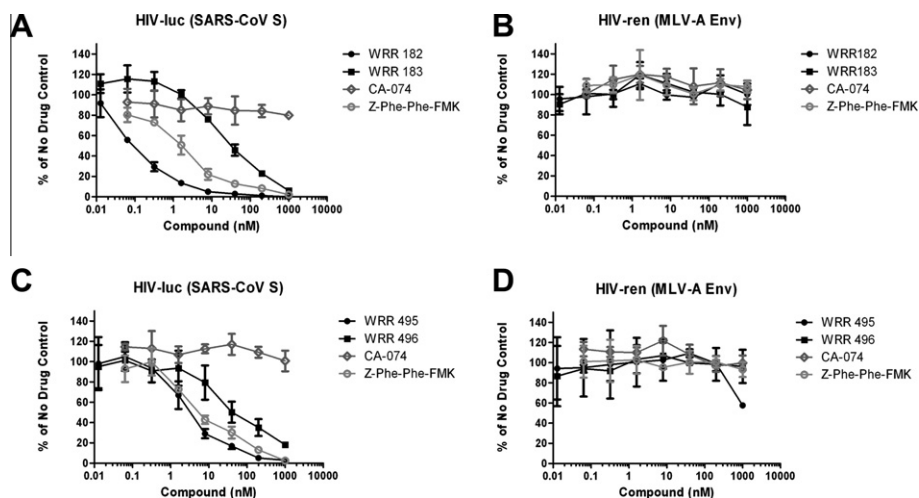 A
HIV-luc (SARS-CoV S)
% of No Drug Control
140
120
100
80
60
40
20
0
0.01 0.1 1 10 100 1000 10000
Compound (nM)
WRR 182
WRR 183
CA-074
Z-Phe-Phe-FMK
B
HIV-ren (MLV-A Env)
% of No Drug Control
140
120
100
80
60
40
20
0
0.01 0.1 1 10 100 1000 10000
Compound (nM)
WRR182
WRR183
CA-074
Z-Phe-Phe-FMK
C
HIV-luc (SARS-CoV S)
% of No Drug Control
140
120
100
80
60
40
20
0
0.01 0.1 1 10 100 1000 10000
Compound (nM)
WRR 495
WRR 496
CA-074
Z-Phe-Phe-FMK
D
HIV-ren (MLV-A Env)
% of No Drug Control
140
120
100
80
60
40
20
0
0.01 0.1 1 10 100 1000 10000
Compound (nM)
WRR 495
WRR 496
CA-074
Z-Phe-Phe-FMK